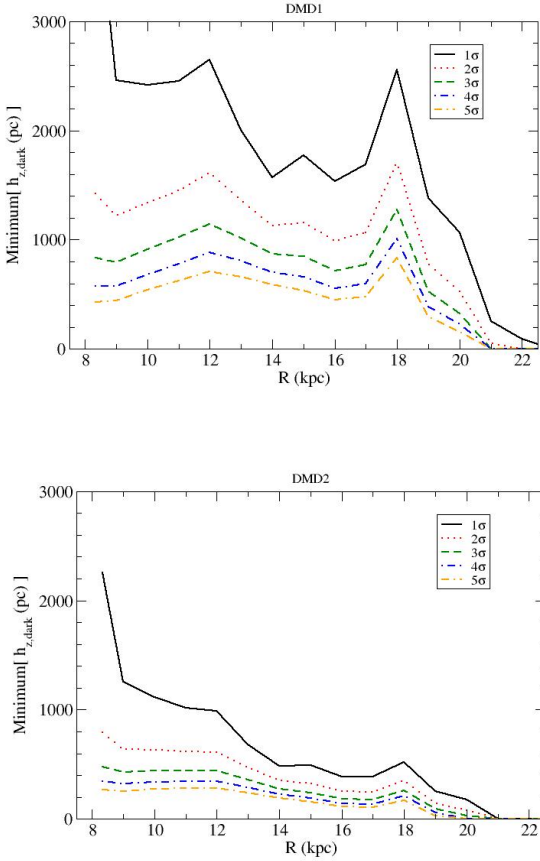 DMD1
3000
2000
1000
0
Minimum[ h_z,dark (pc) ]
1σ
2σ
3σ
4σ
5σ
8 10 12 14 16 18 20 22
R (kpc)
DMD2
3000
2000
1000
0
Minimum[ h_z,dark (pc) ]
1σ
2σ
3σ
4σ
5σ
8 10 12 14 16 18 20 22
R (kpc)